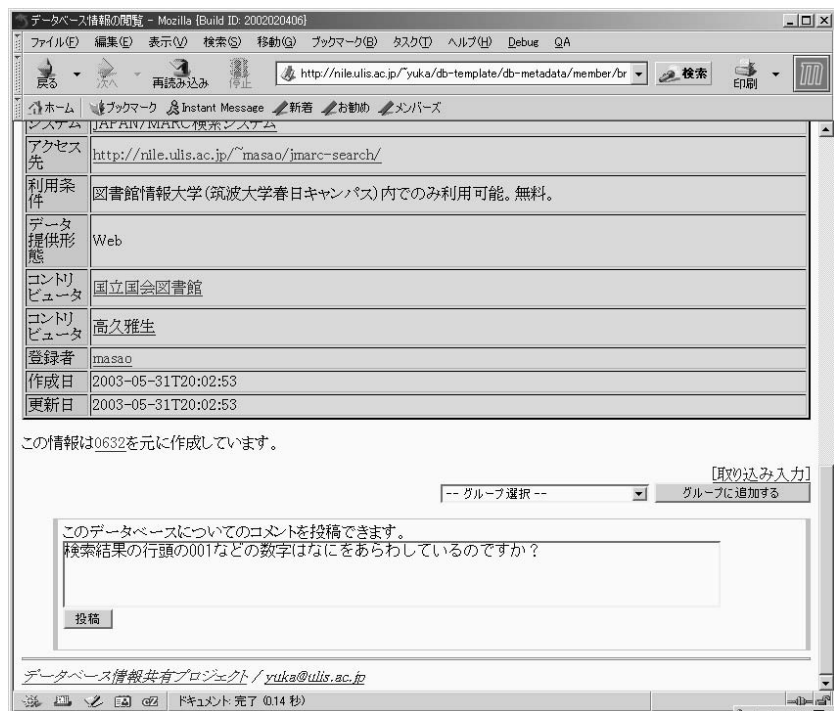 データベース情報の閲覧 - Mozilla {Build ID: 2002020406}
ファイル(F) 編集(E) 表示(V) 検索(S) 移動(G) ブックマーク(B) タスク(T) ヘルプ(H) Debug QA
戻る 次へ 再読み込み 停止 http://nile.ulis.ac.jp/~yuka/db-template/db-metadata/member/br 検索 印刷
ホーム ブックマーク Instant Message 新着 お勧め メンバーズ
システム JAPAN/MARC検索システム
アクセス先 http://nile.ulis.ac.jp/~masao/jmarc-search/
利用条件 図書館情報大学(筑波大学春日キャンパス)内でのみ利用可能。無料。
データ提供形態 Web
コントリビュータ 国立国会図書館
コントリビュータ 高久雅生
登録者 masao
作成日 2003-05-31T20:02:53
更新日 2003-05-31T20:02:53
この情報は0632を元に作成しています。
[取り込み入力]
-- グループ選択 -- グループに追加する
このデータベースについてのコメントを投稿できます。
検索結果の行頭の001などの数字はなにをあらわしているのですか？
投稿
データベース情報共有プロジェクト / yuka@ulis.ac.jp
ドキュメント: 完了 (0.14 秒)